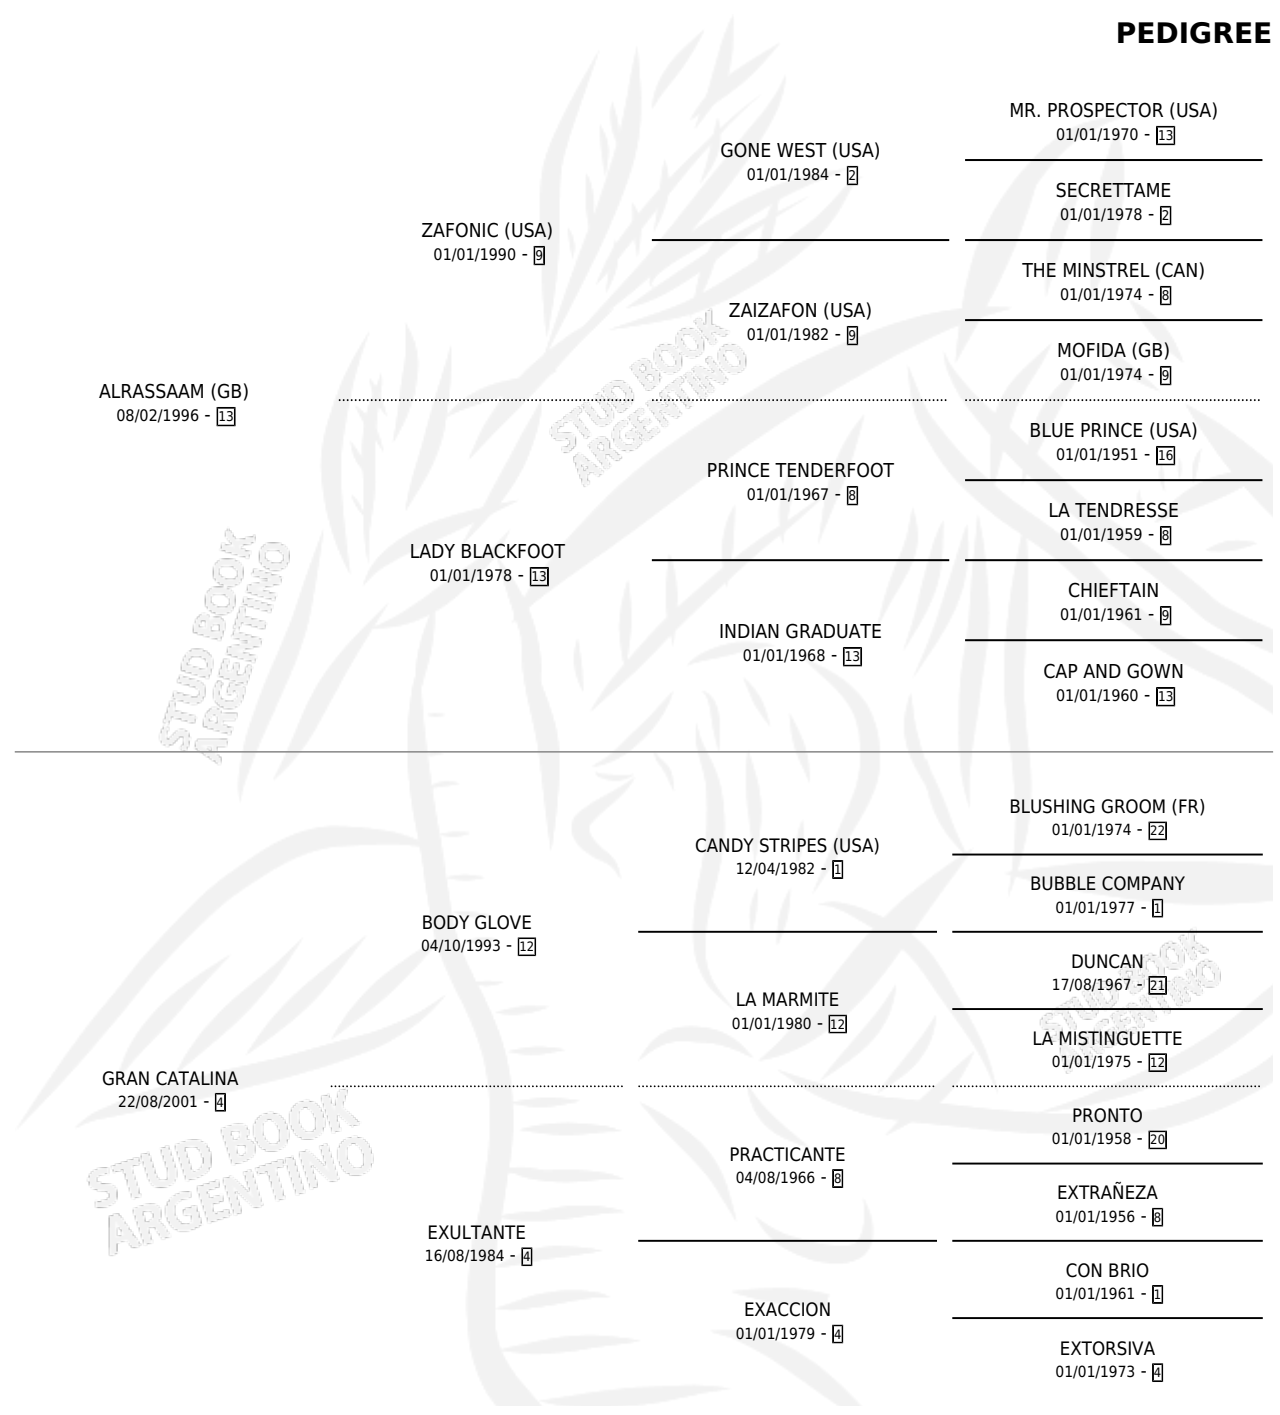 PEDIGREE
MR. PROSPECTOR (USA)
01/01/1970 - 13
GONE WEST (USA)
01/01/1984 - 2
SECRETTAME
01/01/1978 - 2
ZAFONIC (USA)
01/01/1990 - 9
THE MINSTREL (CAN)
01/01/1974 - 8
ZAIZAFON (USA)
01/01/1982 - 9
MOFIDA (GB)
01/01/1974 - 9
ALRASSAAM (GB)
08/02/1996 - 13
BLUE PRINCE (USA)
01/01/1951 - 16
PRINCE TENDERFOOT
01/01/1967 - 8
LA TENDRESSE
01/01/1959 - 8
LADY BLACKFOOT
01/01/1978 - 13
CHIEFTAIN
01/01/1961 - 9
INDIAN GRADUATE
01/01/1968 - 13
CAP AND GOWN
01/01/1960 - 13
BLUSHING GROOM (FR)
01/01/1974 - 22
CANDY STRIPES (USA)
12/04/1982 - 1
BUBBLE COMPANY
01/01/1977 - 1
BODY GLOVE
04/10/1993 - 12
DUNCAN
17/08/1967 - 21
LA MARMITE
01/01/1980 - 12
LA MISTINGUETTE
01/01/1975 - 12
GRAN CATALINA
22/08/2001 - 4
PRONTO
01/01/1958 - 20
PRACTICANTE
04/08/1966 - 8
EXTRAÑEZA
01/01/1956 - 8
EXULTANTE
16/08/1984 - 4
CON BRIO
01/01/1961 - 1
EXACCION
01/01/1979 - 4
EXTORSIVA
01/01/1973 - 4
STUD BOOK
ARGENTINO
STUD BOOK
ARGENTINO
STUD BOOK
ARGENTINO
STUD BOOK
ARGENTINO